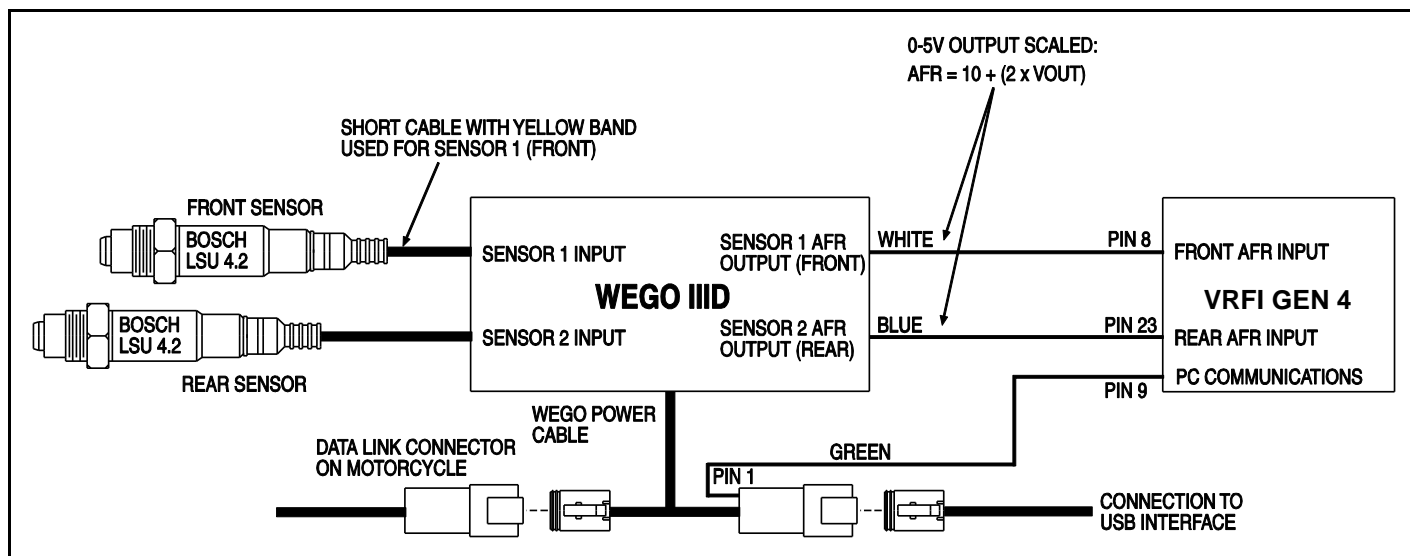 0-5V OUTPUT SCALED:
AFR = 10 + (2 x VOUT)
SHORT CABLE WITH YELLOW BAND
USED FOR SENSOR 1 (FRONT)
FRONT SENSOR
BOSCH
LSU 4.2
SENSOR 1 INPUT
SENSOR 1 AFR
OUTPUT (FRONT)
WHITE
PIN 8
FRONT AFR INPUT
WEGO IIID
VRFI GEN 4
BOSCH
LSU 4.2
SENSOR 2 INPUT
SENSOR 2 AFR
OUTPUT (REAR)
BLUE
PIN 23
REAR AFR INPUT
REAR SENSOR
PC COMMUNICATIONS
PIN 9
WEGO POWER
CABLE
DATA LINK CONNECTOR
ON MOTORCYCLE
GREEN
PIN 1
CONNECTION TO
USB INTERFACE